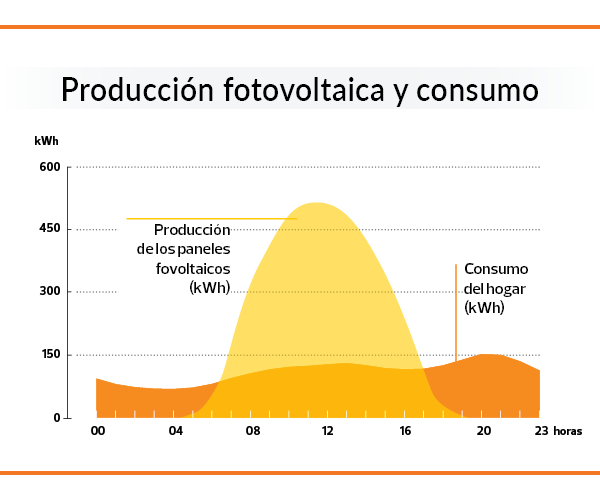 Producción fotovoltaica y consumo
kWh
600
450
300
150
0
Producción
de los paneles
fovoltaicos
(kWh)
Consumo
del hogar
(kWh)
00 04 08 12 16 20 23 horas